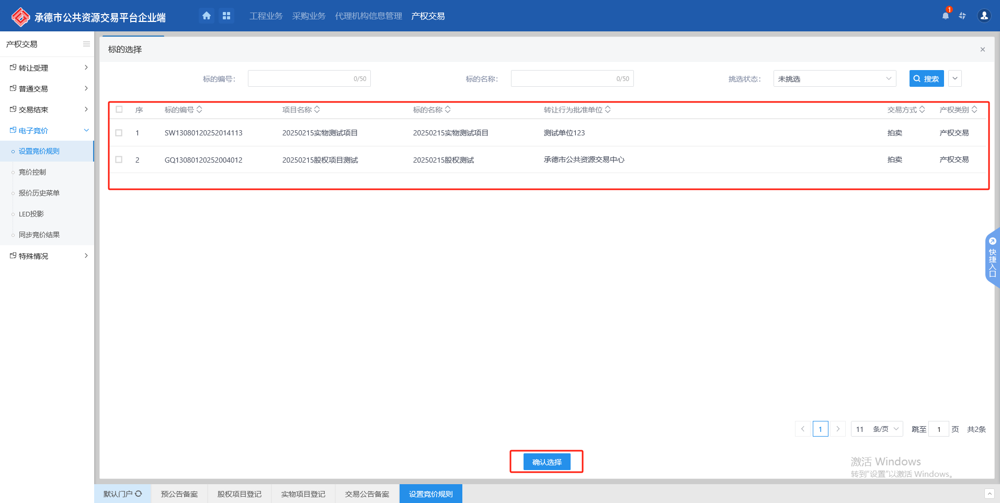 承德市公共资源交易平台企业端 工程业务 采购业务 代理机构信息管理 产权交易 1
产权交易
转让受理
普通交易
交易结束
电子竞价
设置竞价规则
竞价控制
报价历史菜单
LED投影
同步竞价结果
特殊情况
标的选择 ×
标的编号： 0/50 标的名称： 0/50 挑选状态： 未挑选 搜索
序 标的编号 项目名称 标的名称 转让行为批准单位 交易方式 产权类别
1 SW13080120252014113 20250215实物测试项目 20250215实物测试项目 测试单位123 拍卖 产权交易
2 GQ13080120252004012 20250215股权项目测试 20250215股权测试 承德市公共资源交易中心 拍卖 产权交易
快捷入口
1 11 条/页 跳至 1 页 共2条
确认选择
激活 Windows
转到“设置”以激活 Windows。
默认门户 预公告备案 股权项目登记 实物项目登记 交易公告备案 设置竞价规则